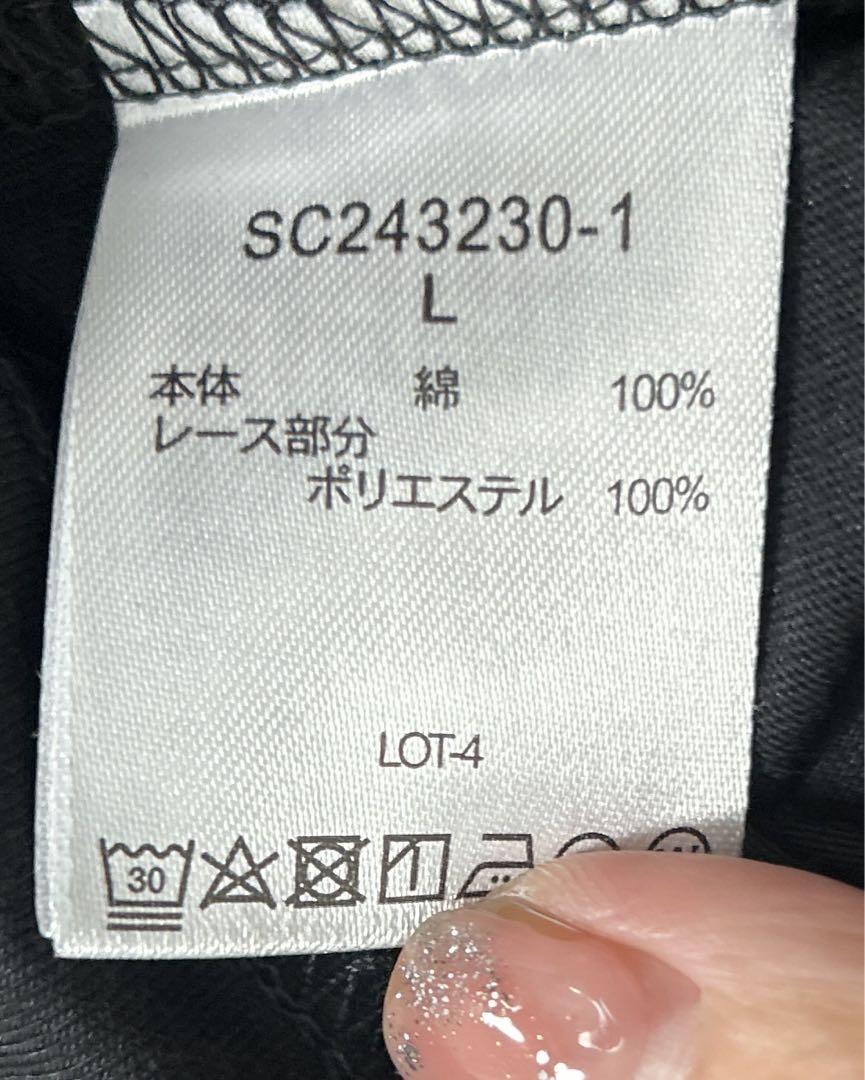 SC243230-1
L
本体 綿 100%
レース部分
ポリエステル 100%
LOT-4
30